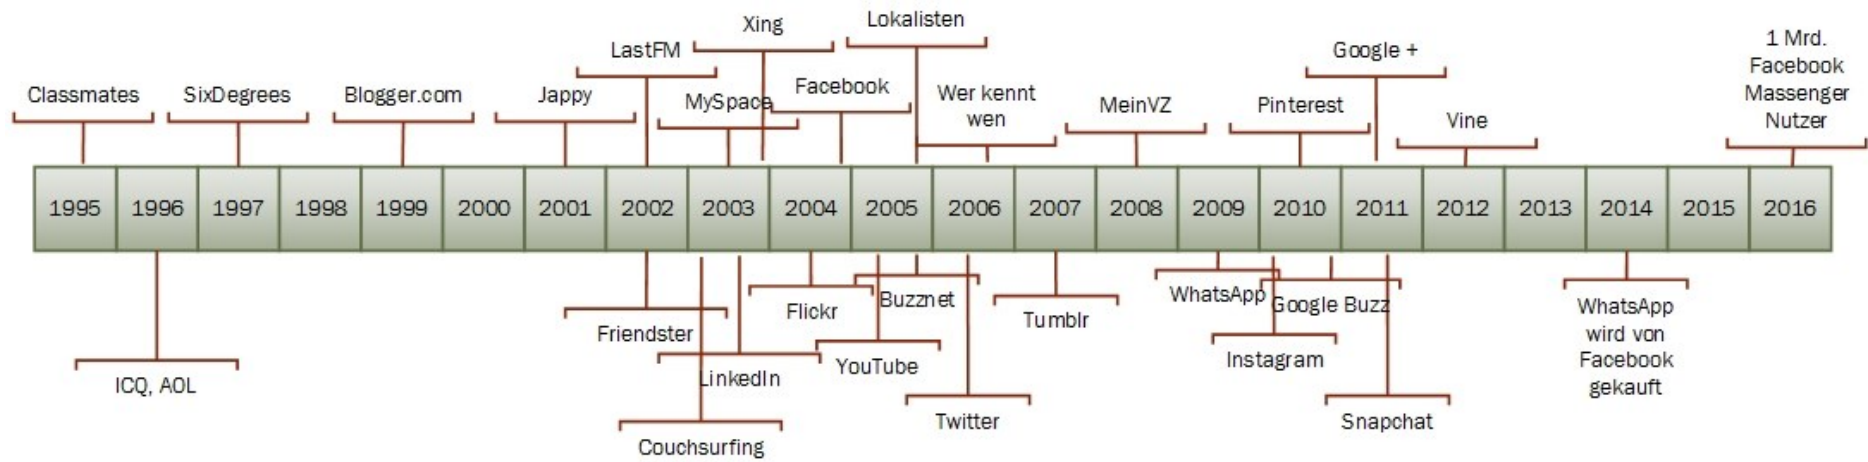 Xing
Lokalisten
LastFM
Google +
1 Mrd.
Facebook
Massenger
Nutzer
Classmates
SixDegrees
Blogger.com
Jappy
MySpace
Facebook
Wer kennt
wen
MeinVZ
Pinterest
Vine
1995 1996 1997 1998 1999 2000 2001 2002 2003 2004 2005 2006 2007 2008 2009 2010 2011 2012 2013 2014 2015 2016
ICQ, AOL
Friendster
Couchsurfing
LinkedIn
Flickr
YouTube
Buzznet
Twitter
Tumblr
WhatsApp
Google Buzz
Instagram
Snapchat
WhatsApp
wird von
Facebook
gekauft